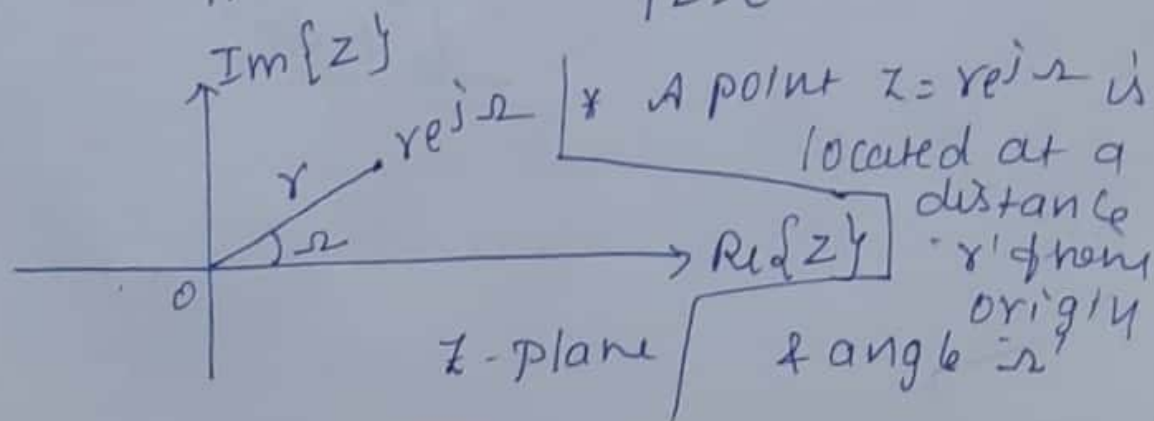 Im{z}
re^jΩ
r
Ω
0
Re{z}
z-plane
* A point z = re^jΩ is
located at a
distance
'r' from
origin
& angle 'Ω'